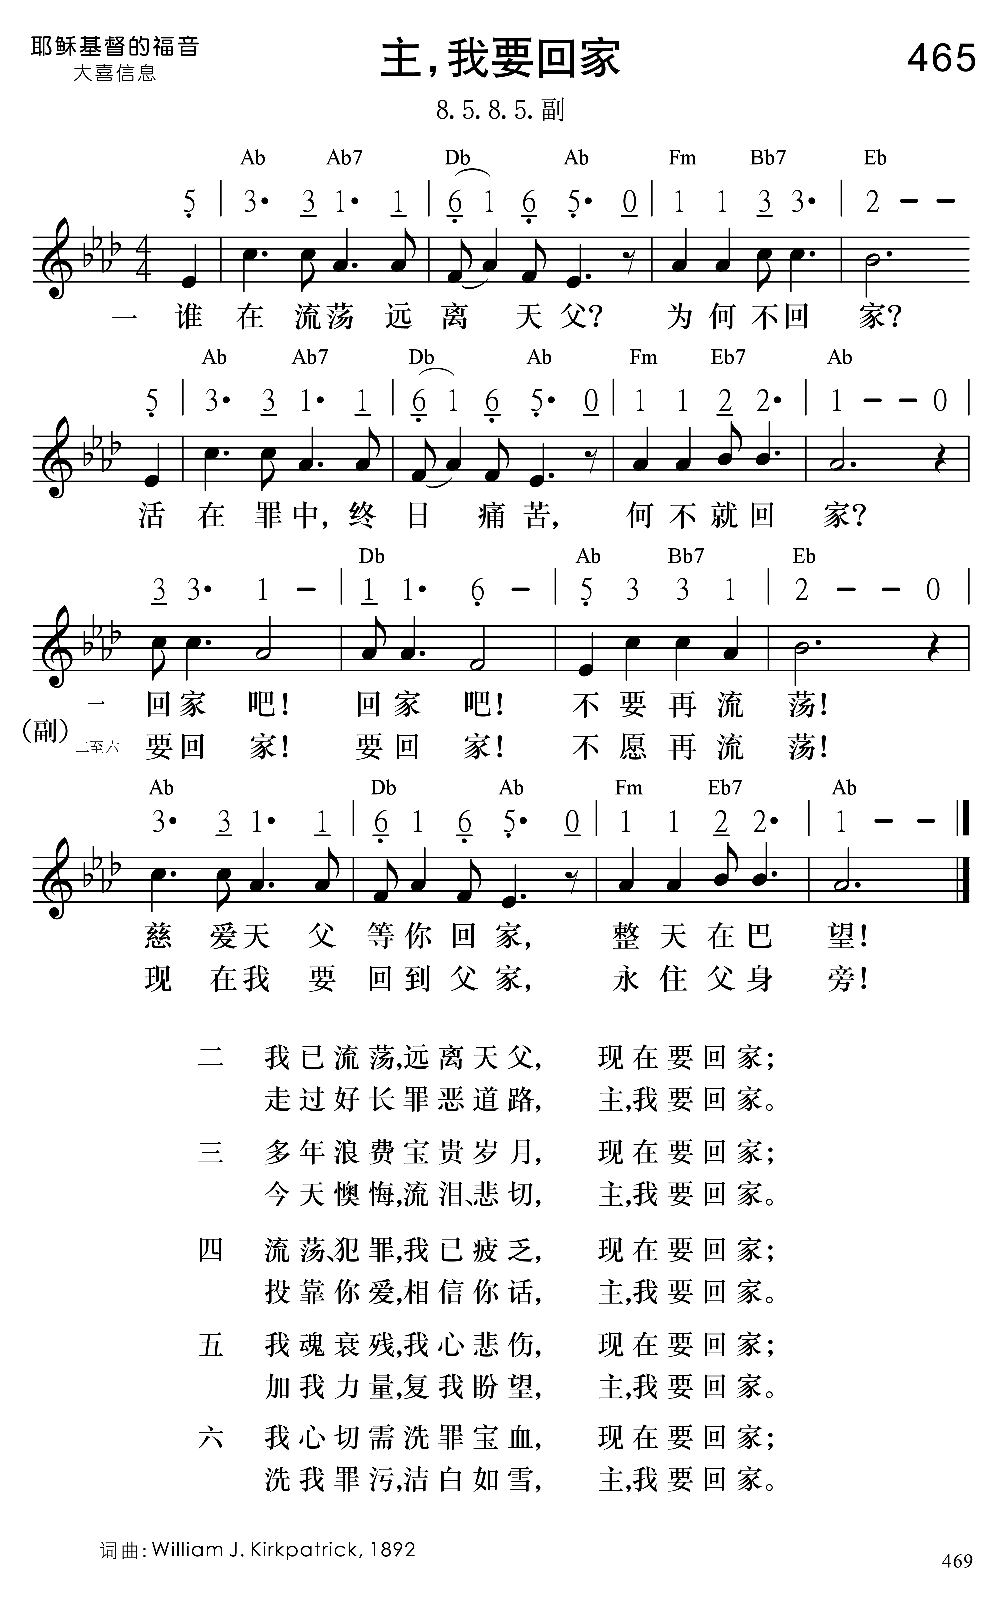 耶稣基督的福音
大喜信息
主,我要回家
465
8.5.8.5.副
Ab Ab7 Db Ab Fm Bb7 Eb
5 | 3· 3 1· 1 | 6 1 6 5· 0 | 1 1 3 3· | 2 – –
一 谁 在 流荡 远 离 天 父? 为 何 不回 家?
Ab Ab7 Db Ab Fm Eb7 Ab
5 | 3· 3 1· 1 | 6 1 6 5· 0 | 1 1 2 2· | 1 – – 0 |
活 在 罪中, 终 日 痛 苦, 何 不 就回 家?
Db Ab Bb7 Eb
3 3· 1 – | 1 1· 6 – | 5 3 3 1 | 2 – – 0 |
一 回家 吧! 回家 吧! 不 要 再 流 荡!
(副) 二至六 要回 家! 要回 家! 不 愿 再 流 荡!
Ab Db Ab Fm Eb7 Ab
3· 3 1· 1 | 6 1 6 5· 0 | 1 1 2 2· | 1 – –
慈 爱天 父 等你 回 家, 整 天 在巴 望!
现 在我 要 回到 父 家, 永 住 父身 旁!
二 我已流荡,远离天父, 现在要回家;
走过好长罪恶道路, 主,我要回家。
三 多年浪费宝贵岁月, 现在要回家;
今天懊悔,流泪、悲切, 主,我要回家。
四 流荡、犯罪,我已疲乏, 现在要回家;
投靠你爱,相信你话, 主,我要回家。
五 我魂衰残,我心悲伤, 现在要回家;
加我力量,复我盼望, 主,我要回家。
六 我心切需洗罪宝血, 现在要回家;
洗我罪污,洁白如雪, 主,我要回家。
词曲: William J. Kirkpatrick, 1892
469